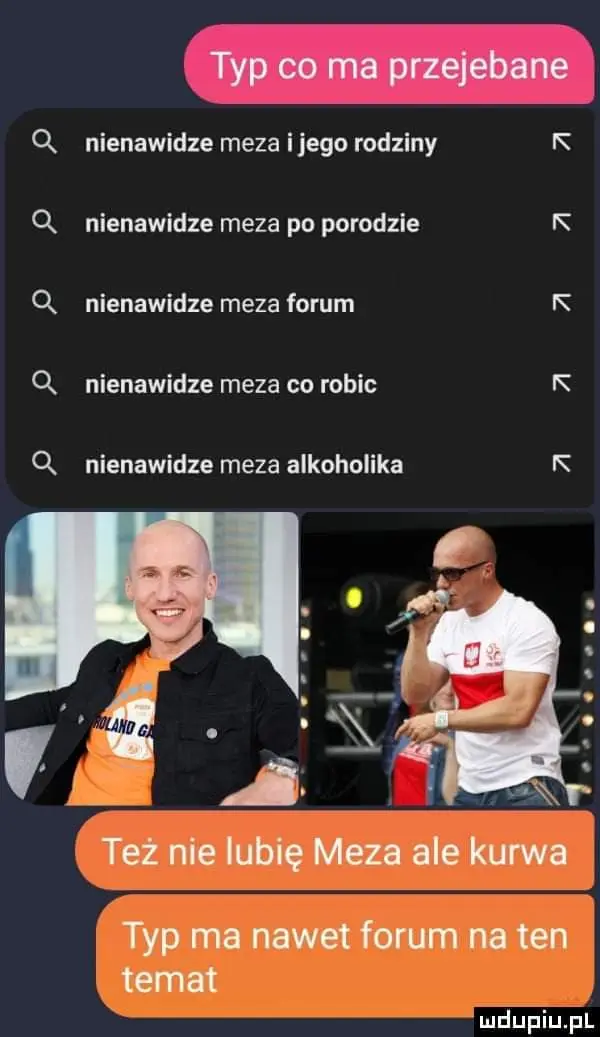 Typ co ma przejebane
nienawidze meza i jego rodziny
nienawidze meza po porodzie
nienawidze meza forum
nienawidze meza co robic
nienawidze meza alkoholika
Też nie lubię Meza ale kurwa
Typ ma nawet forum na ten
temat
mdupiu.pl